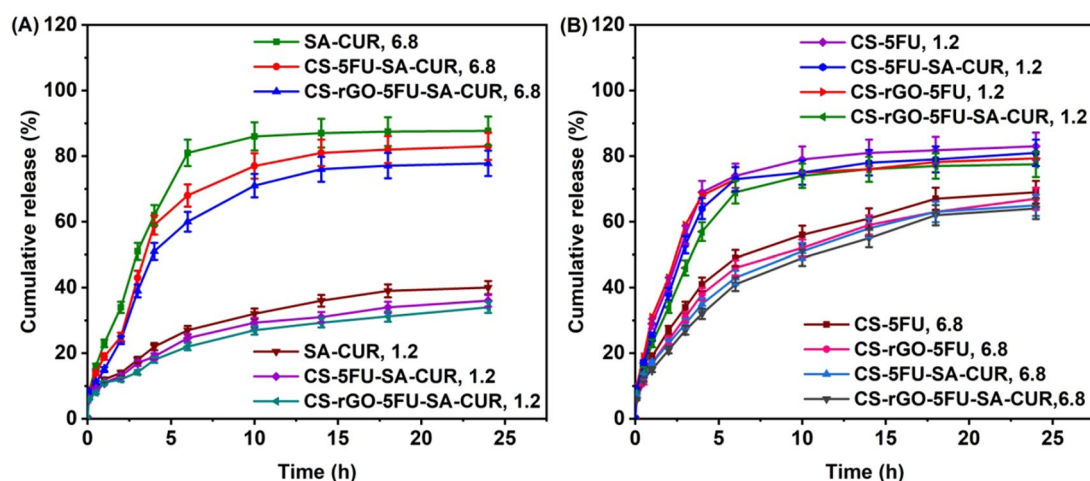 (A)
120
100
80
60
40
20
0
Cumulative release (%)
0
5
10
15
20
25
Time (h)
SA-CUR, 6.8
CS-5FU-SA-CUR, 6.8
CS-rGO-5FU-SA-CUR, 6.8
SA-CUR, 1.2
CS-5FU-SA-CUR, 1.2
CS-rGO-5FU-SA-CUR, 1.2
(B)
120
100
80
60
40
20
0
Cumulative release (%)
0
5
10
15
20
25
Time (h)
CS-5FU, 1.2
CS-5FU-SA-CUR, 1.2
CS-rGO-5FU, 1.2
CS-rGO-5FU-SA-CUR, 1.2
CS-5FU, 6.8
CS-rGO-5FU, 6.8
CS-5FU-SA-CUR, 6.8
CS-rGO-5FU-SA-CUR,6.8